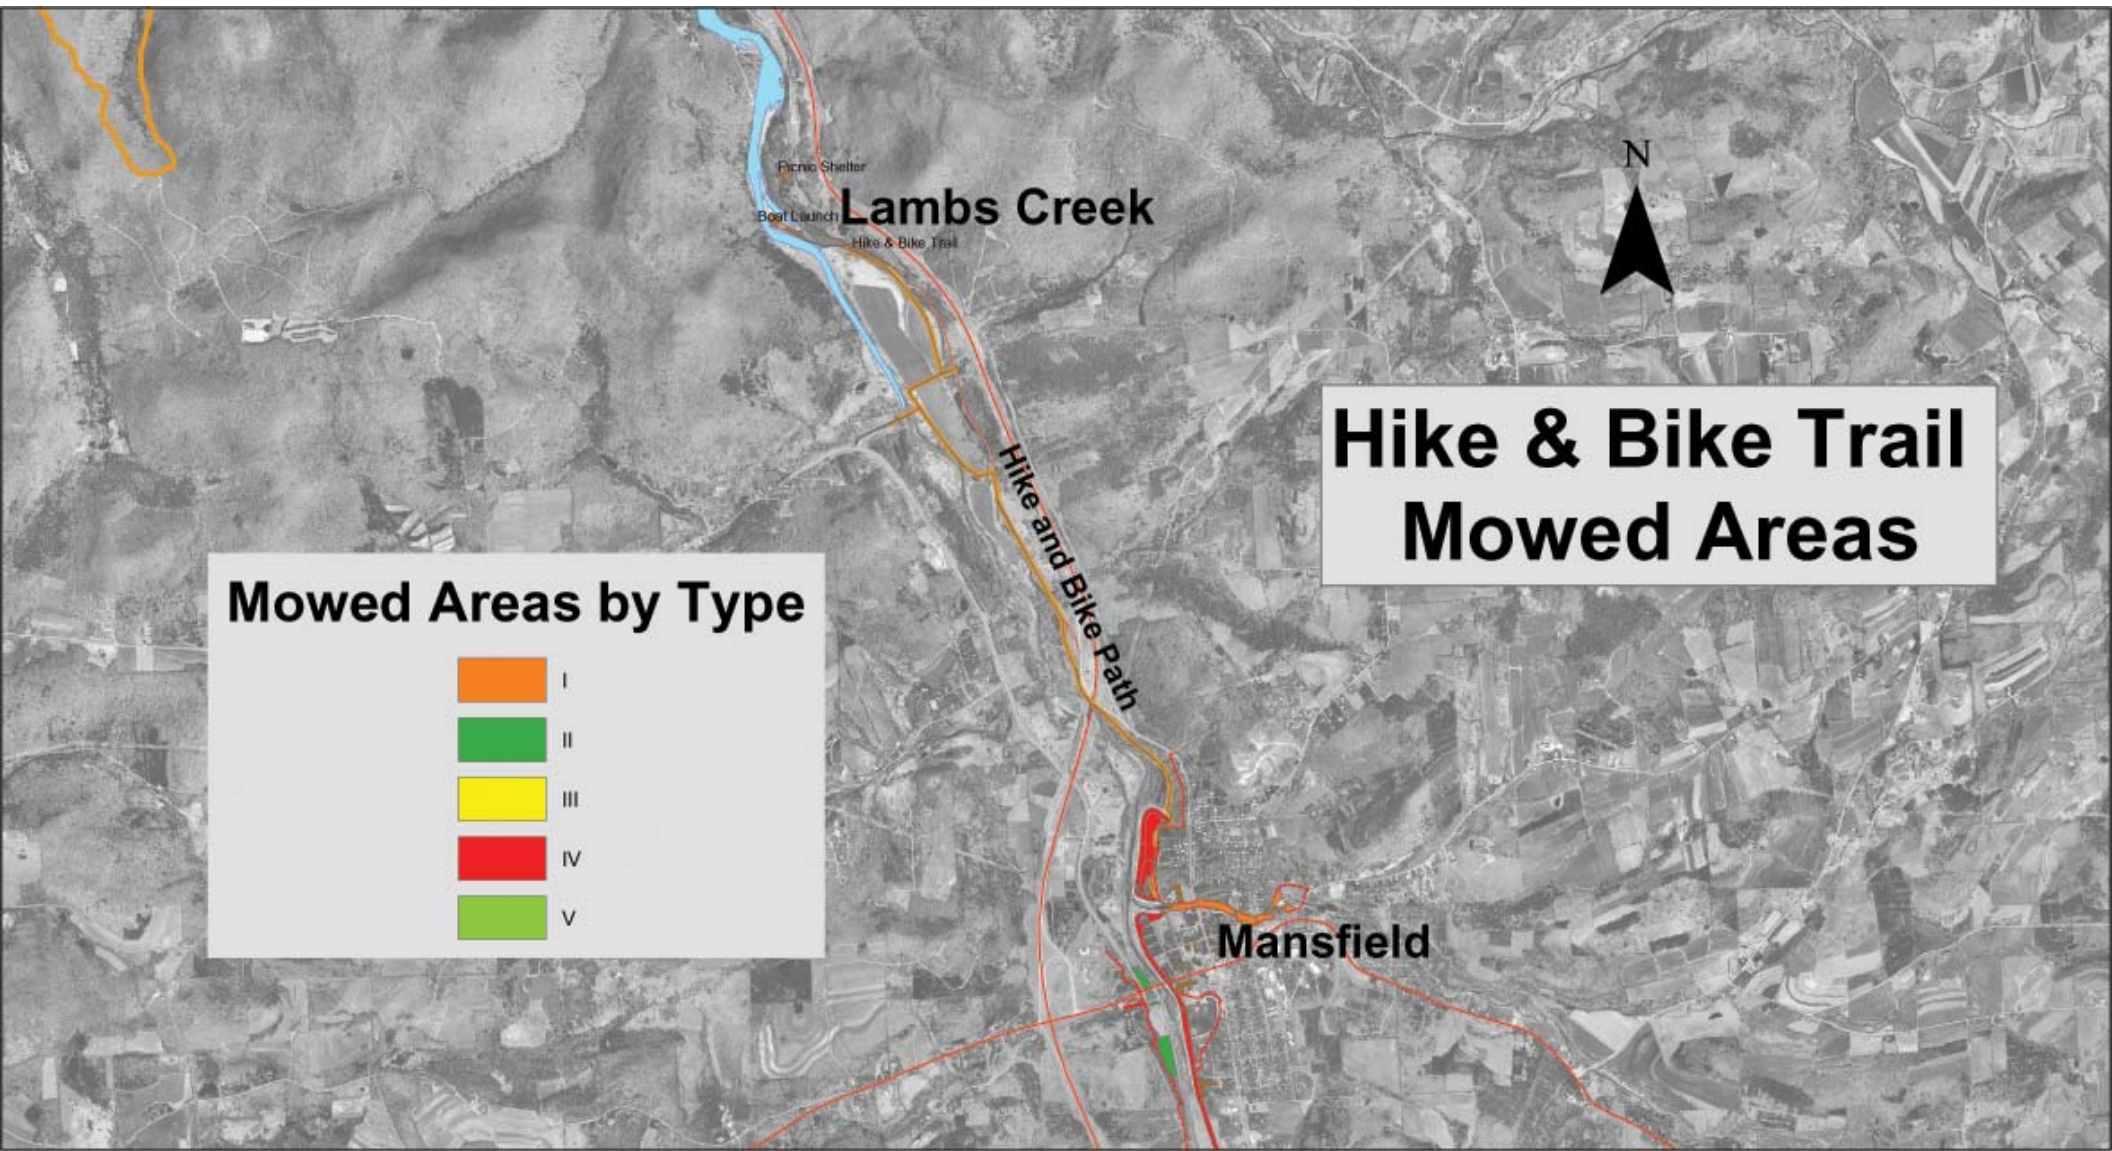 Picnic Shelter
Boat Launch
Lambs Creek
Hike & Bike Trail
N
Hike & Bike Trail
Mowed Areas
Hike and Bike Path
Mowed Areas by Type
I
II
III
IV
V
Mansfield